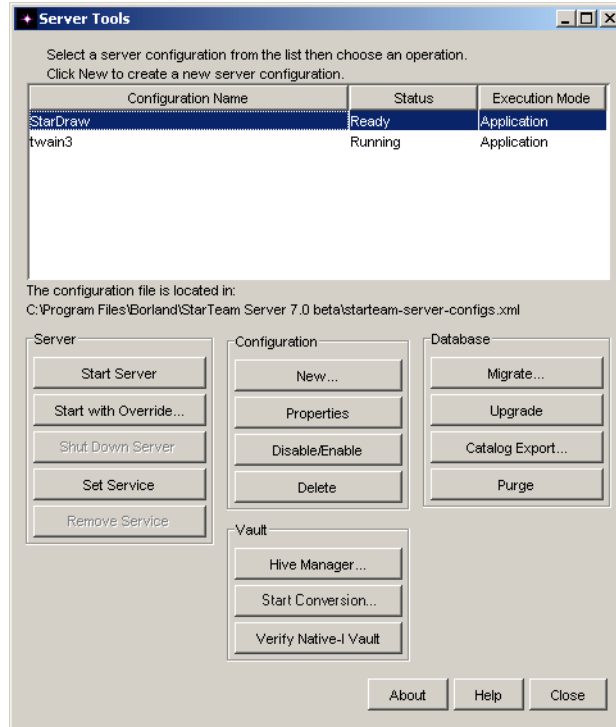 Server Tools
Select a server configuration from the list then choose an operation.
Click New to create a new server configuration.
Configuration Name Status Execution Mode
StarDraw Ready Application
twain3 Running Application
The configuration file is located in:
C:\Program Files\Borland\StarTeam Server 7.0 beta\starteam-server-configs.xml
Server
Start Server
Start with Override...
Shut Down Server
Set Service
Remove Service
Configuration
New...
Properties
Disable/Enable
Delete
Database
Migrate...
Upgrade
Catalog Export...
Purge
Vault
Hive Manager...
Start Conversion...
Verify Native-I Vault
About Help Close